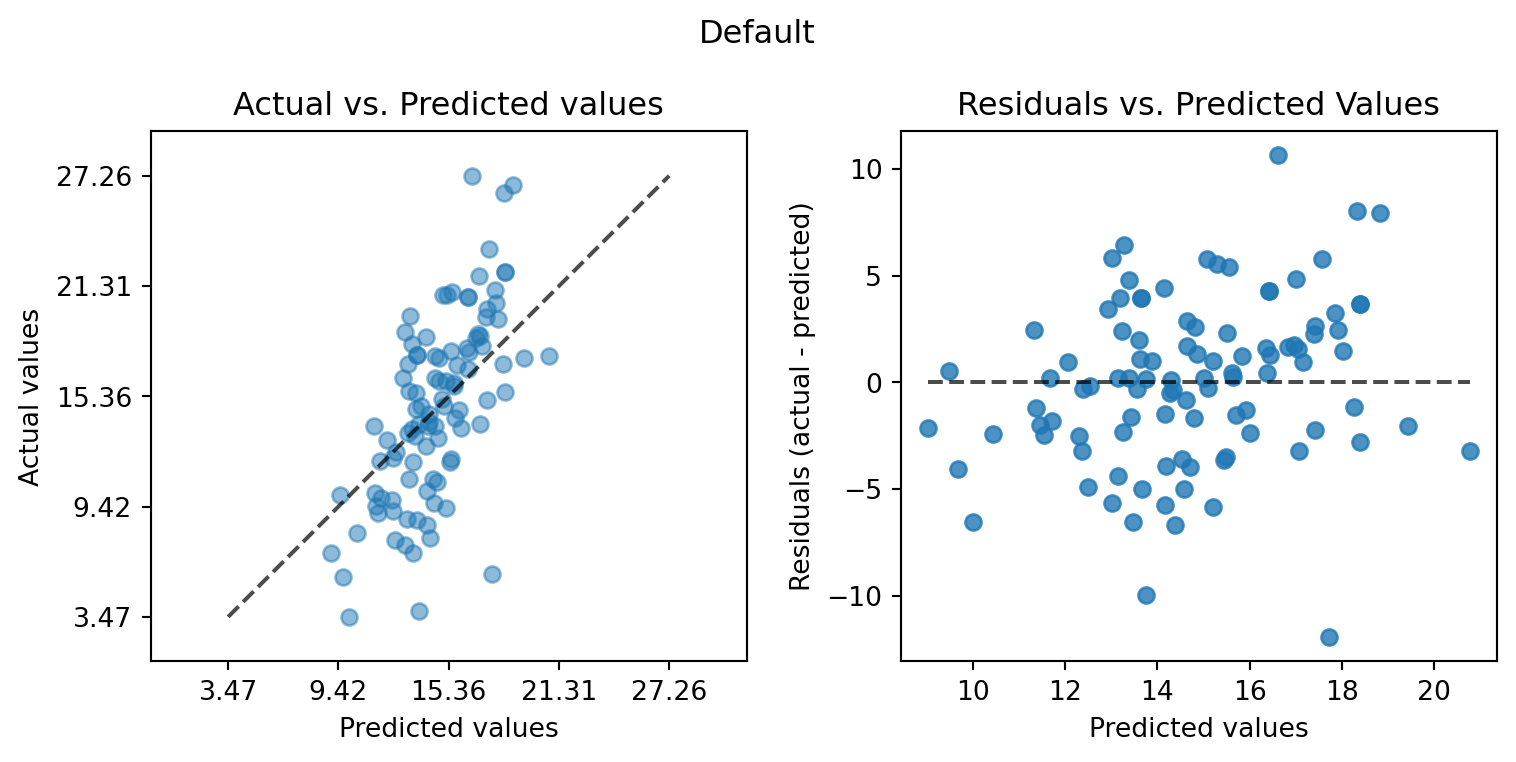 Default
Actual vs. Predicted values
27.26
21.31
15.36
9.42
3.47
Actual values
3.47 9.42 15.36 21.31 27.26
Predicted values
Residuals vs. Predicted Values
10
5
0
−5
−10
Residuals (actual - predicted)
10 12 14 16 18 20
Predicted values